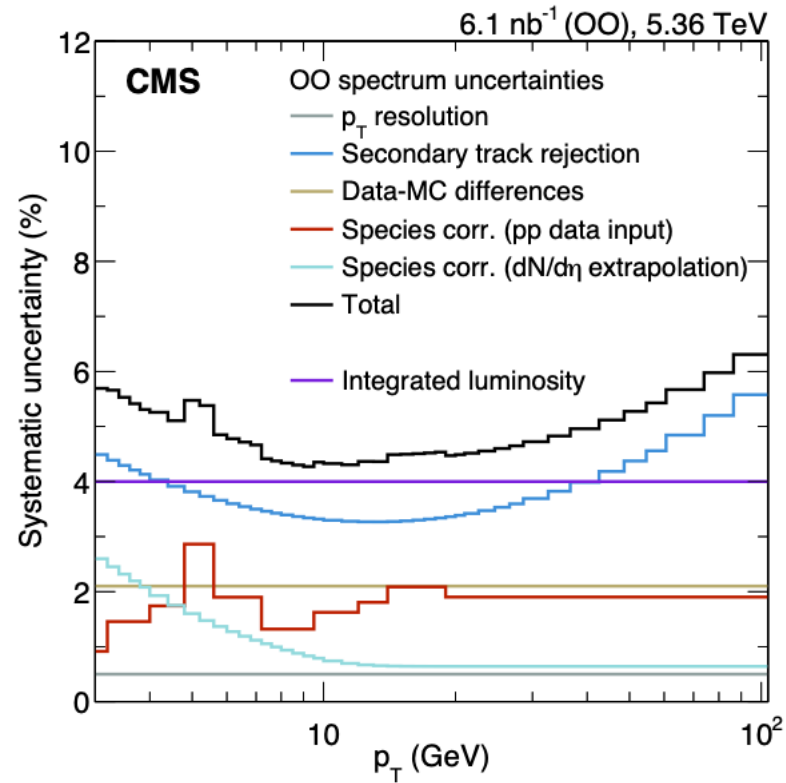 6.1 nb⁻¹ (OO), 5.36 TeV
CMS
OO spectrum uncertainties
p_T resolution
Secondary track rejection
Data-MC differences
Species corr. (pp data input)
Species corr. (dN/dη extrapolation)
Total
Integrated luminosity
Systematic uncertainty (%)
12
10
8
6
4
2
0
10
10²
p_T (GeV)